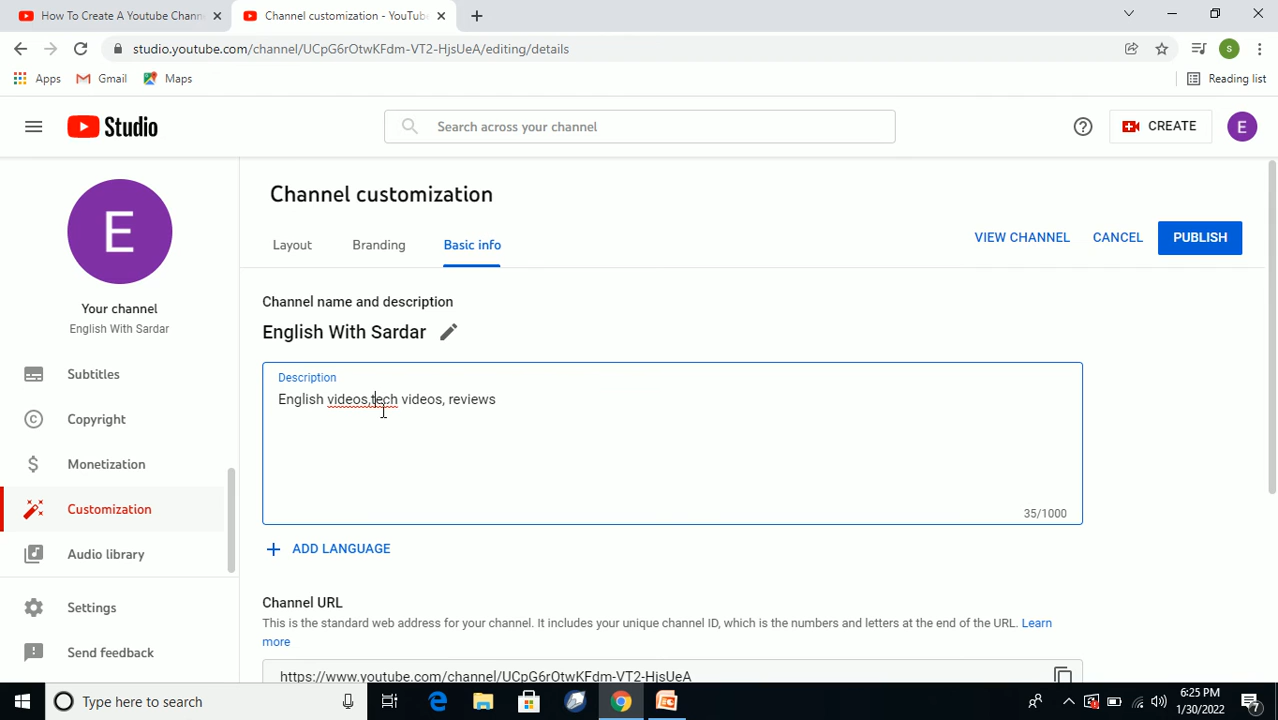 How To Create A Youtube Chann
Channel customization - YouTube
studio.youtube.com/channel/UCpG6rOtwKFdm-VT2-HjsUeA/editing/details
S
Apps
Gmail
Maps
Reading list
Studio
Search across your channel
CREATE
E
E
Your channel
English With Sardar
Subtitles
Copyright
Monetization
Customization
Audio library
Settings
Send feedback
Channel customization
Layout
Branding
Basic info
VIEW CHANNEL
CANCEL
PUBLISH
Channel name and description
English With Sardar
Description
English videos,tech videos, reviews
35/1000
ADD LANGUAGE
Channel URL
This is the standard web address for your channel. It includes your unique channel ID, which is the numbers and letters at the end of the URL. Learn
more
https://www.youtube.com/channel/UCpG6rOtwKFdm-VT2-HjsUeA
Type here to search
6:25 PM
1/30/2022
7